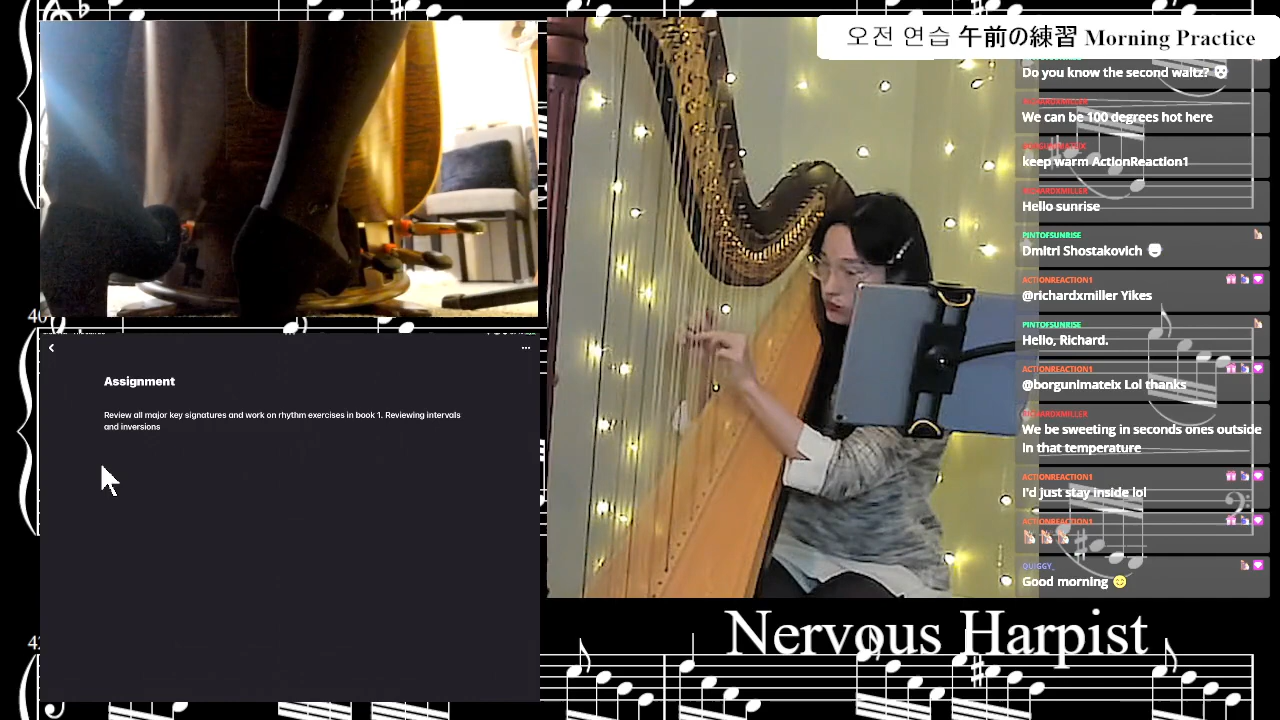 오전 연습 午前の練習 Morning Practice
Do you know the second waltz?
RICHARDXMILLER
We can be 100 degrees hot here
BORGUNIMATEIX
keep warm ActionReaction1
RICHARDXMILLER
Hello sunrise
PINTOFSUNRISE
Dmitri Shostakovich
ACTIONREACTION1
@richardxmiller Yikes
PINTOFSUNRISE
Hello, Richard.
ACTIONREACTION1
@borgunimateix Lol thanks
RICHARDXMILLER
We be sweeting in seconds ones outside
in that temperature
ACTIONREACTION1
I'd just stay inside lol
ACTIONREACTION1
QUIGGY_
Good morning
Assignment
Review all major key signatures and work on rhythm exercises in book 1. Reviewing intervals
and inversions
Nervous Harpist